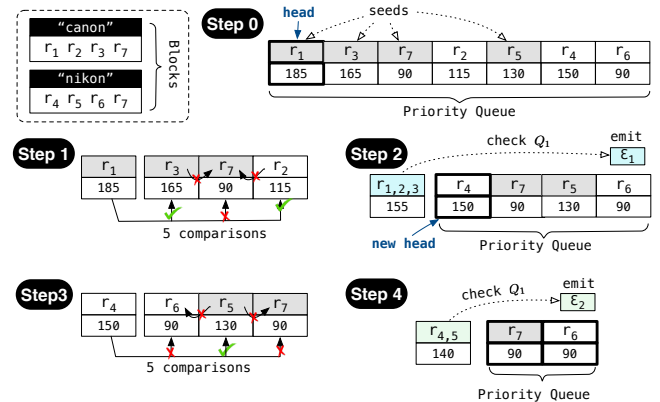 "canon"
r1 r2 r3 r7
"nikon"
r4 r5 r6 r7
Blocks
Step 0
head
seeds
r1 r3 r7 r2 r5 r4 r6
185 165 90 115 130 150 90
Priority Queue
Step 1
r1 r3 r7 r2
185 165 90 115
5 comparisons
Step 2
check Q1
emit
ε1
r1,2,3 r4 r7 r5 r6
155 150 90 130 90
new head
Priority Queue
Step3
r4 r6 r5 r7
150 90 130 90
5 comparisons
Step 4
check Q1
emit
ε2
r4,5 r7 r6
140 90 90
Priority Queue